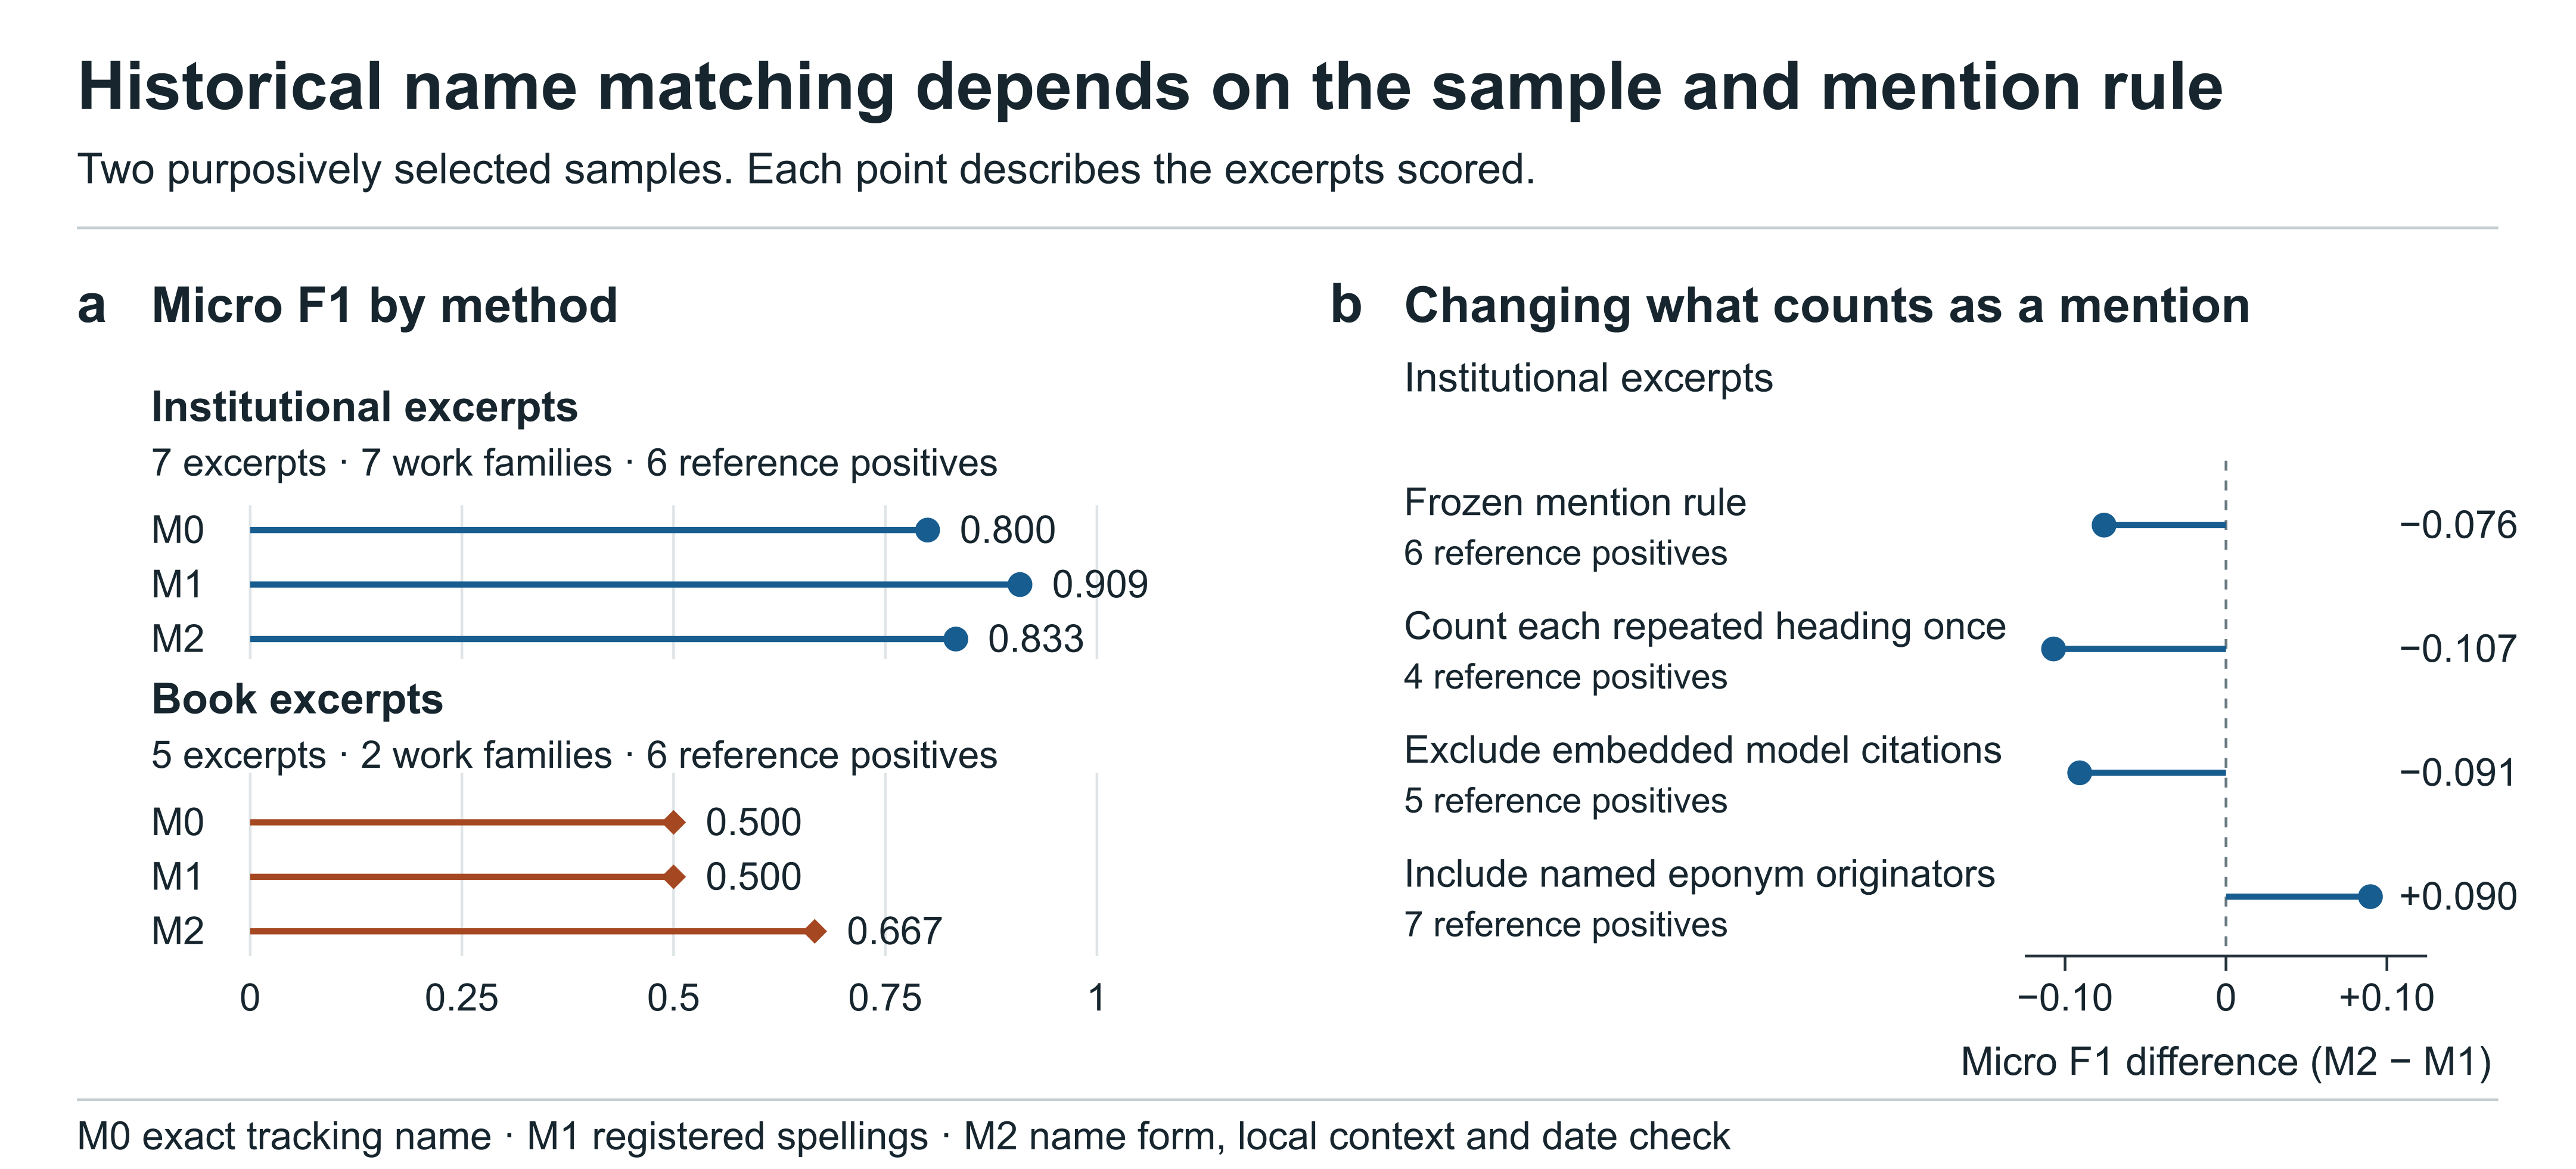 Historical name matching depends on the sample and mention rule
Two purposively selected samples. Each point describes the excerpts scored.
a Micro F1 by method
Institutional excerpts
7 excerpts · 7 work families · 6 reference positives
M0 0.800
M1 0.909
M2 0.833
Book excerpts
5 excerpts · 2 work families · 6 reference positives
M0 0.500
M1 0.500
M2 0.667
0 0.25 0.5 0.75 1
b Changing what counts as a mention
Institutional excerpts
Frozen mention rule
6 reference positives
−0.076
Count each repeated heading once
4 reference positives
−0.107
Exclude embedded model citations
5 reference positives
−0.091
Include named eponym originators
7 reference positives
+0.090
−0.10 0 +0.10
Micro F1 difference (M2 − M1)
M0 exact tracking name · M1 registered spellings · M2 name form, local context and date check